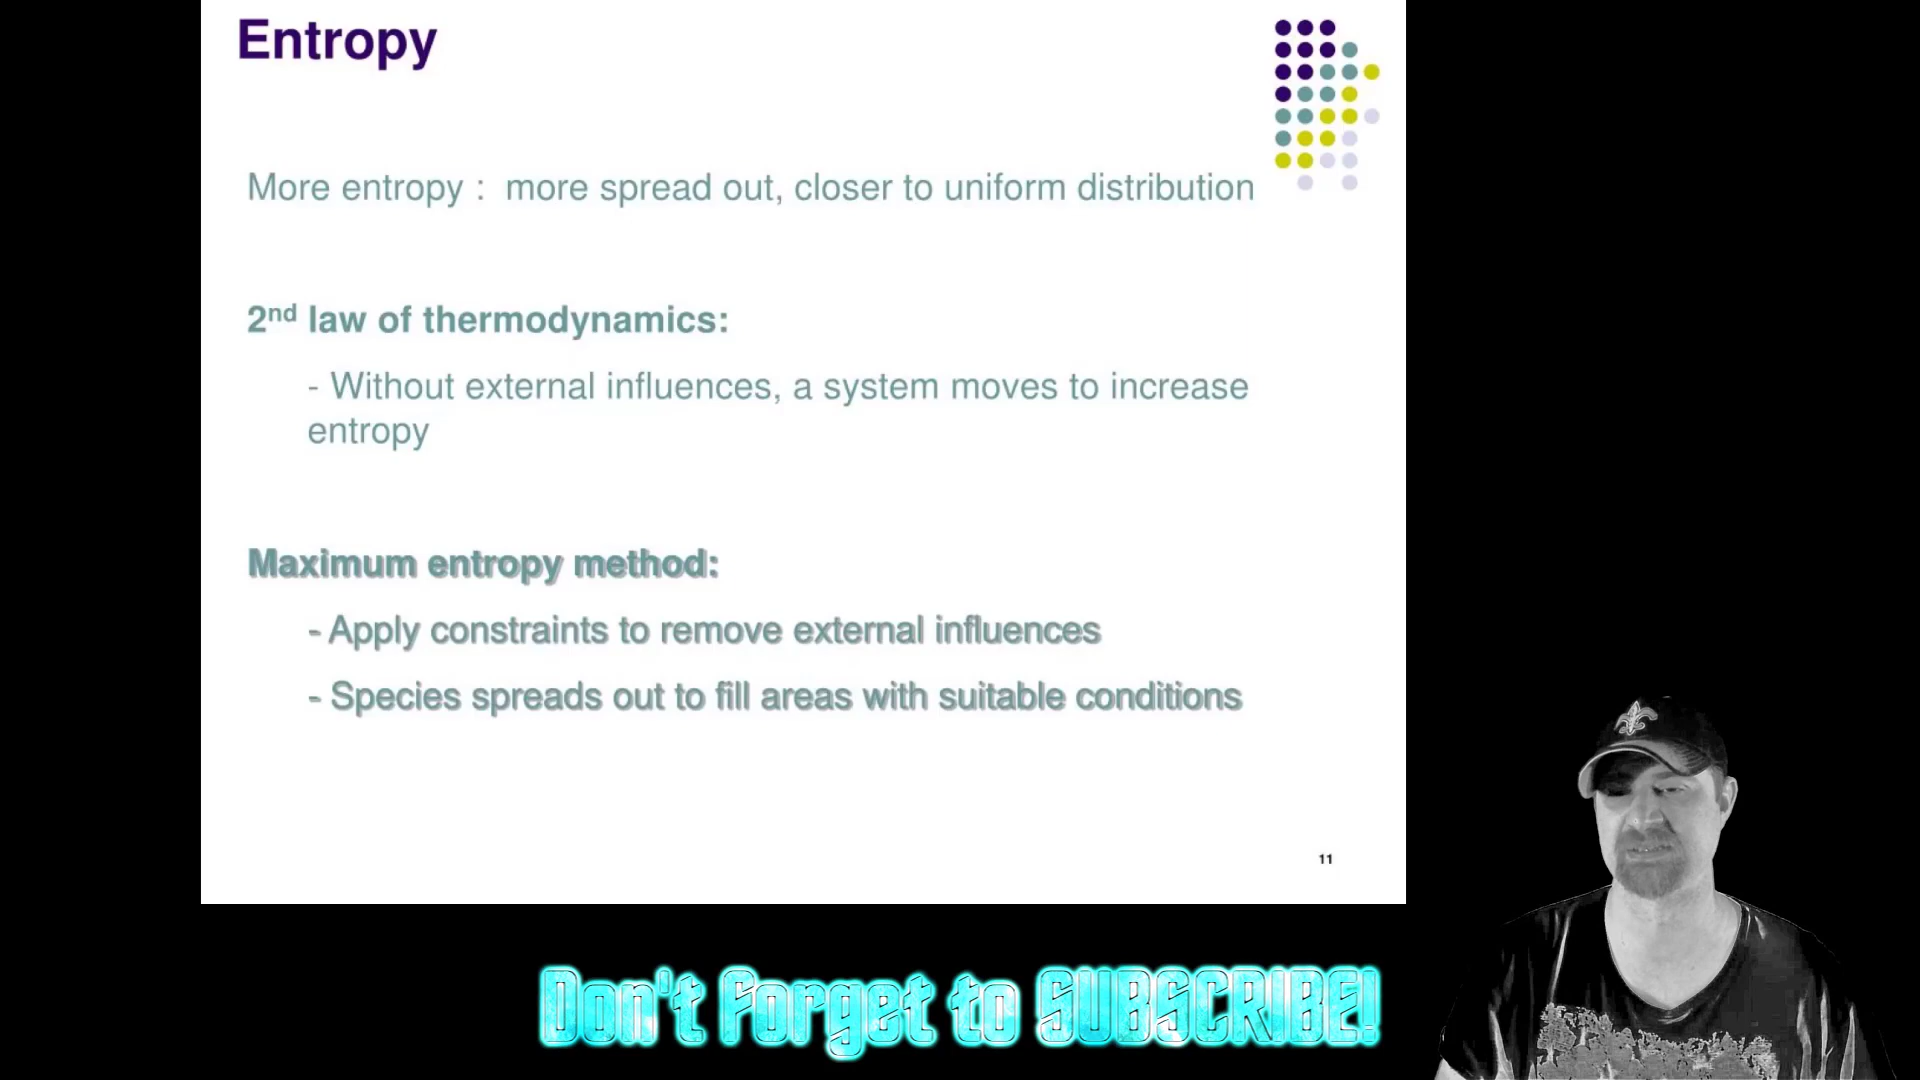 Entropy
More entropy : more spread out, closer to uniform distribution
2nd law of thermodynamics:
- Without external influences, a system moves to increase
entropy
Maximum entropy method:
- Apply constraints to remove external influences
- Species spreads out to fill areas with suitable conditions
11
Don't Forget to SUBSCRIBE!